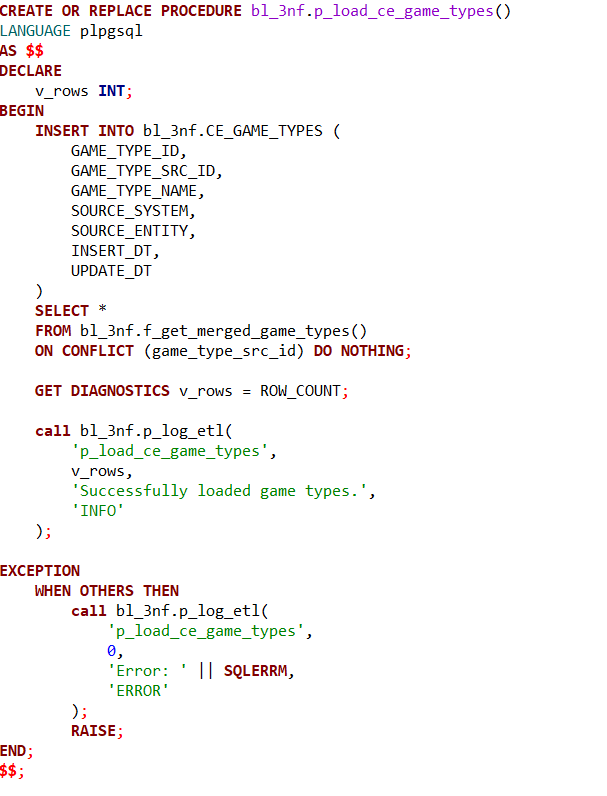 CREATE OR REPLACE PROCEDURE bl_3nf.p_load_ce_game_types()
LANGUAGE plpgsql
AS $$
DECLARE
    v_rows INT;
BEGIN
    INSERT INTO bl_3nf.CE_GAME_TYPES (
        GAME_TYPE_ID,
        GAME_TYPE_SRC_ID,
        GAME_TYPE_NAME,
        SOURCE_SYSTEM,
        SOURCE_ENTITY,
        INSERT_DT,
        UPDATE_DT
    )
    SELECT *
    FROM bl_3nf.f_get_merged_game_types()
    ON CONFLICT (game_type_src_id) DO NOTHING;

    GET DIAGNOSTICS v_rows = ROW_COUNT;

    call bl_3nf.p_log_etl(
        'p_load_ce_game_types',
        v_rows,
        'Successfully loaded game types.',
        'INFO'
    );

EXCEPTION
    WHEN OTHERS THEN
        call bl_3nf.p_log_etl(
            'p_load_ce_game_types',
            0,
            'Error: ' || SQLERRM,
            'ERROR'
        );
        RAISE;
END;
$$;